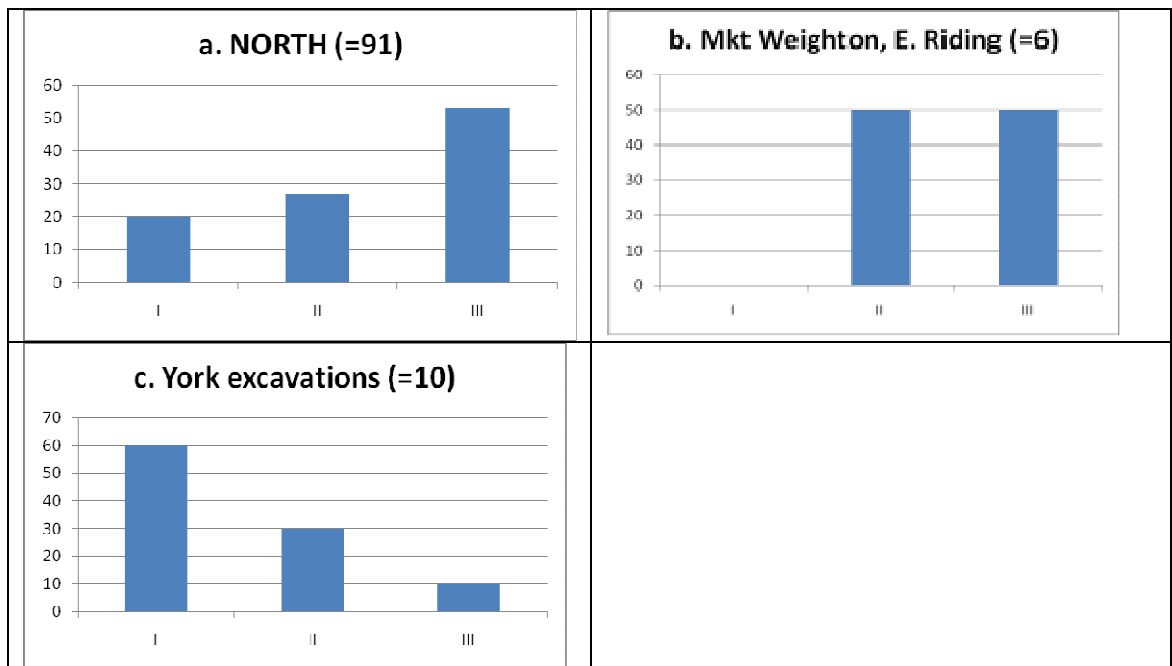 a. NORTH (=91)
60
50
40
30
20
10
0
I
II
III
b. Mkt Weighton, E. Riding (=6)
60
50
40
30
20
10
0
I
II
III
c. York excavations (=10)
70
60
50
40
30
20
10
0
I
II
III